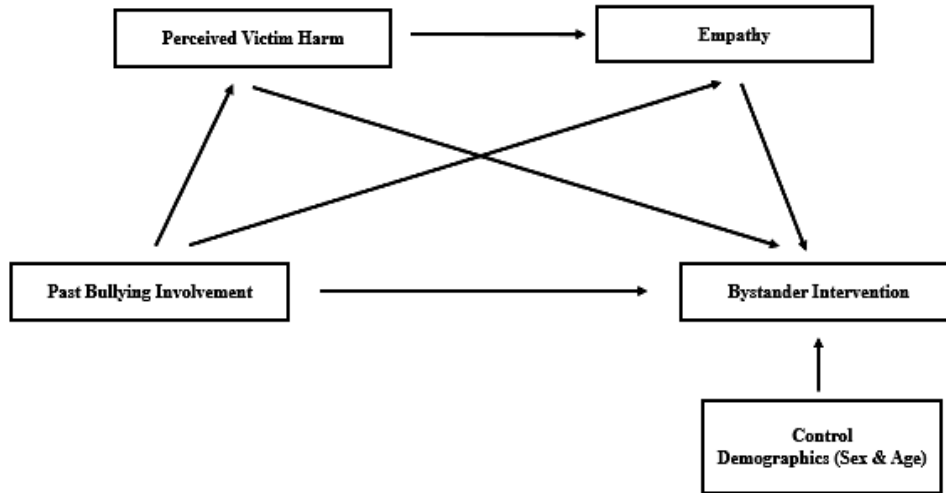 Perceived Victim Harm
Empathy
Past Bullying Involvement
Bystander Intervention
Control
Demographics (Sex & Age)